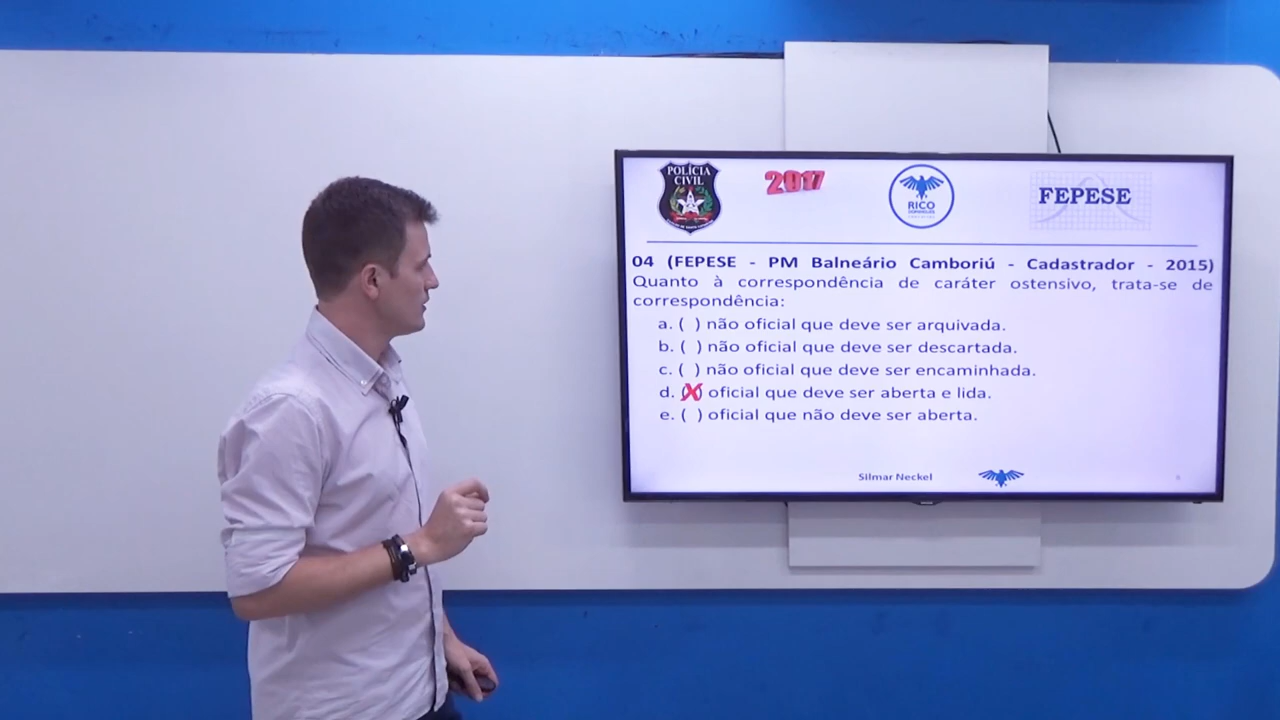 POLÍCIA
CIVIL
2017
RICO
FEPESE
04 (FEPESE - PM Balneário Camboriú - Cadastrador - 2015)
Quanto à correspondência de caráter ostensivo, trata-se de
correspondência:
a. ( ) não oficial que deve ser arquivada.
b. ( ) não oficial que deve ser descartada.
c. ( ) não oficial que deve ser encaminhada.
d. (X) oficial que deve ser aberta e lida.
e. ( ) oficial que não deve ser aberta.
Silmar Neckel